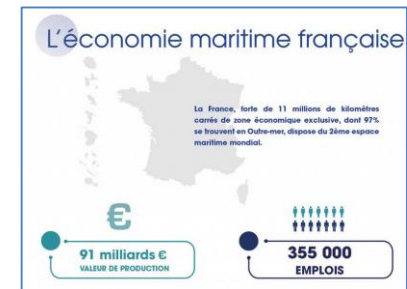 L'économie maritime française
La France, forte de 11 millions de kilomètres
carrés de zone économique exclusive, dont 97%
se trouvent en Outre-mer, dispose du 2ème espace
maritime mondial.
€
91 milliards €
VALEUR DE PRODUCTION
355 000
EMPLOIS